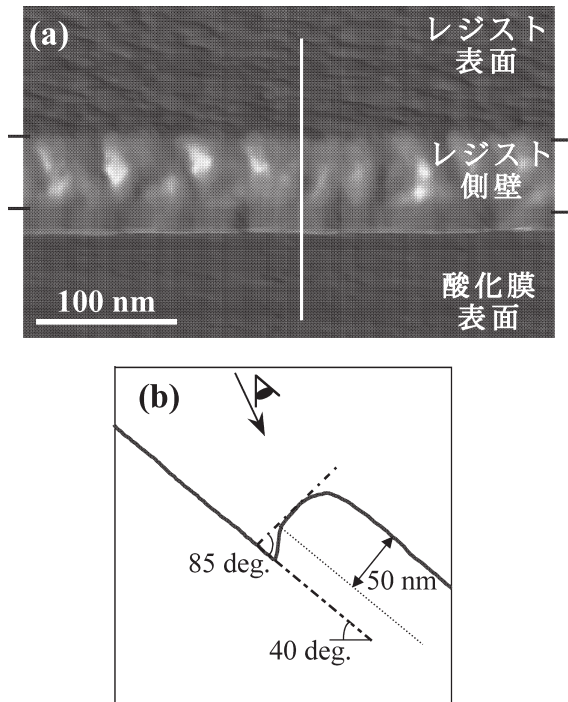 (a)
レジスト
表面
レジスト
側壁
100 nm
酸化膜
表面
(b)
85 deg.
50 nm
40 deg.